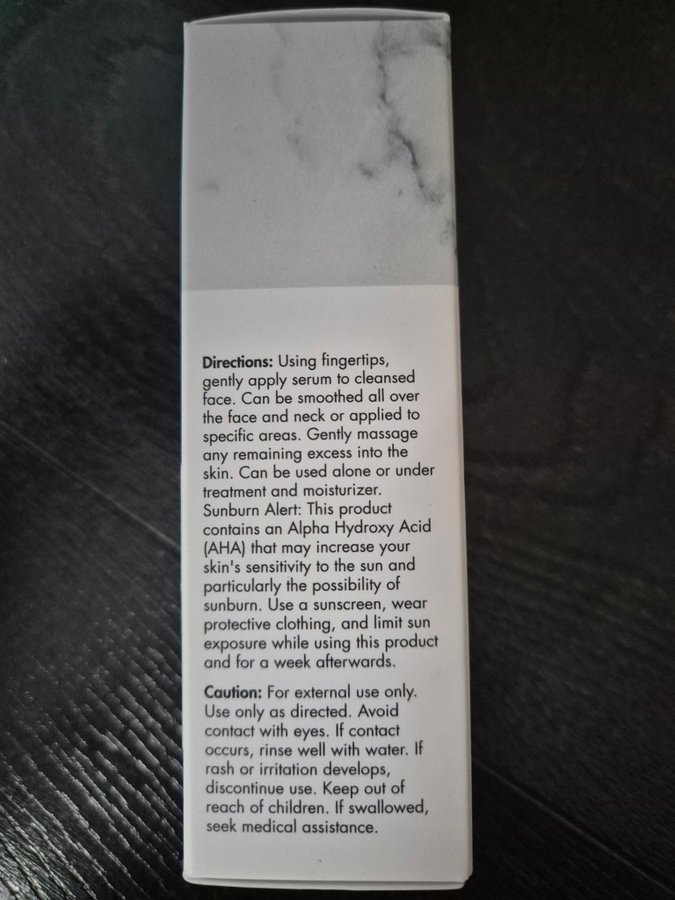 Directions: Using fingertips,
gently apply serum to cleansed
face. Can be smoothed all over
the face and neck or applied to
specific areas. Gently massage
any remaining excess into the
skin. Can be used alone or under
treatment and moisturizer.
Sunburn Alert: This product
contains an Alpha Hydroxy Acid
(AHA) that may increase your
skin's sensitivity to the sun and
particularly the possibility of
sunburn. Use a sunscreen, wear
protective clothing, and limit sun
exposure while using this product
and for a week afterwards.
Caution: For external use only.
Use only as directed. Avoid
contact with eyes. If contact
occurs, rinse well with water. If
rash or irritation develops,
discontinue use. Keep out of
reach of children. If swallowed,
seek medical assistance.